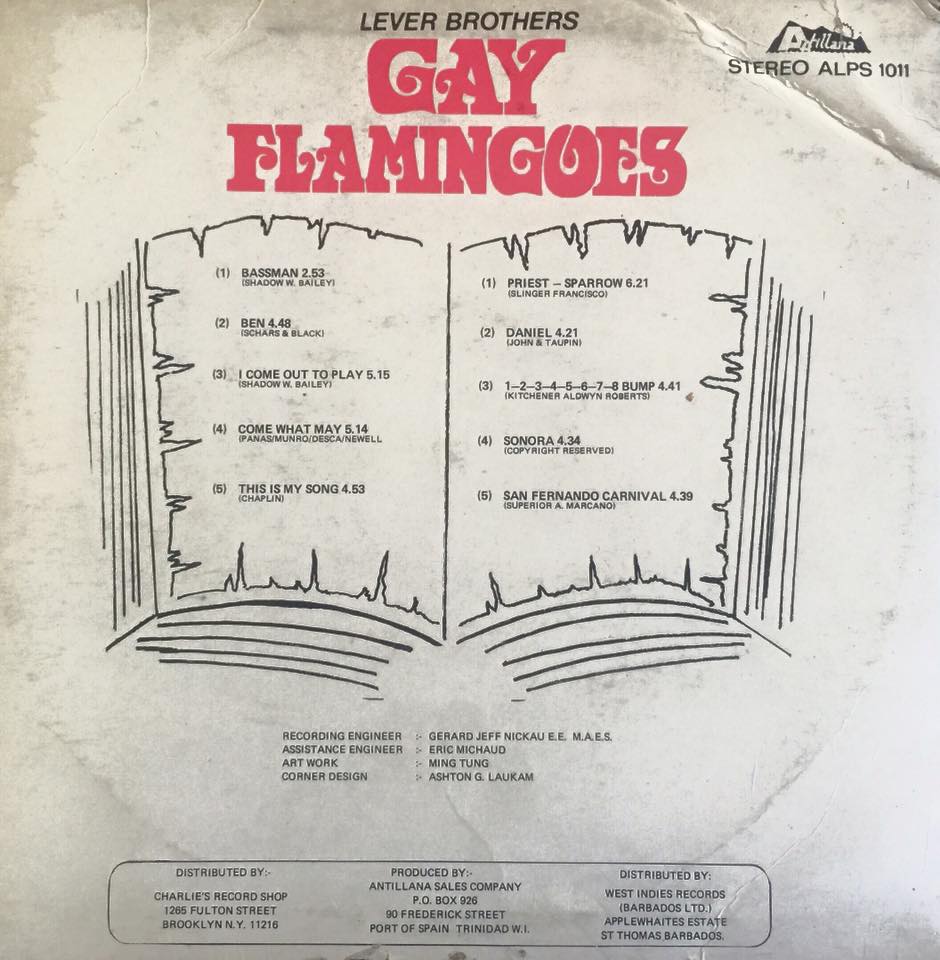 LEVER BROTHERS
GAY
FLAMINGOES
Antillana
STEREO ALPS 1011
(1) BASSMAN 2.53
(SHADOW W. BAILEY)
(2) BEN 4.48
(SCHARS & BLACK)
(3) I COME OUT TO PLAY 5.15
(SHADOW W. BAILEY)
(4) COME WHAT MAY 5.14
(PANAS/MUNRO/DESCA/NEWELL
(5) THIS IS MY SONG 4.53
(CHAPLIN)
(1) PRIEST – SPARROW 6.21
(SLINGER FRANCISCO)
(2) DANIEL 4.21
(JOHN & TAUPIN)
(3) 1–2–3–4–5–6–7–8 BUMP 4.41
(KITCHENER ALDWYN ROBERTS)
(4) SONORA 4.34
(COPYRIGHT RESERVED)
(5) SAN FERNANDO CARNIVAL 4.39
(SUPERIOR A. MARCANO)
RECORDING ENGINEER :- GERARD JEFF NICKAU E.E. M.A.E.S.
ASSISTANCE ENGINEER :- ERIC MICHAUD
ART WORK :- MING TUNG
CORNER DESIGN :- ASHTON G. LAUKAM
DISTRIBUTED BY:-
CHARLIE'S RECORD SHOP
1265 FULTON STREET
BROOKLYN N.Y. 11216
PRODUCED BY:-
ANTILLANA SALES COMPANY
P.O. BOX 926
90 FREDERICK STREET
PORT OF SPAIN TRINIDAD W.I.
DISTRIBUTED BY:
WEST INDIES RECORDS
(BARBADOS LTD.)
APPLEWHAITES ESTATE
ST THOMAS BARBADOS.